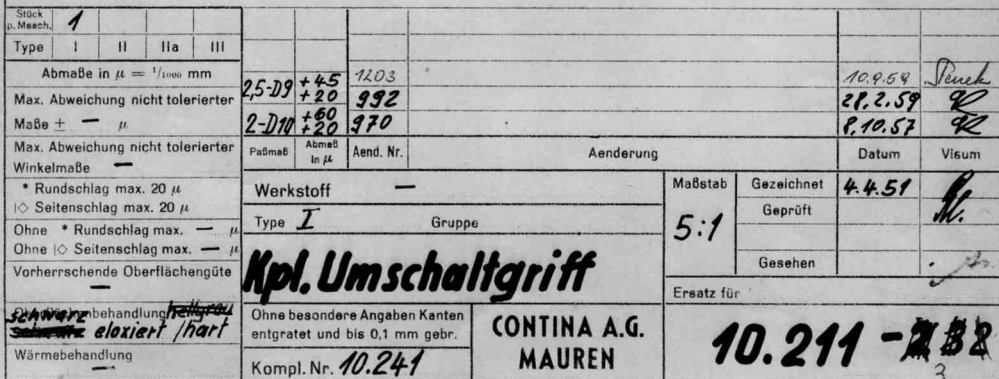 Stück
p. Masch. 1
Type I II IIa III
Abmaße in μ = 1/1000 mm
Max. Abweichung nicht tolerierter
Maße ± — μ
Max. Abweichung nicht tolerierter
Winkelmaße —
* Rundschlag max. 20 μ
|◇ Seitenschlag max. 20 μ
Ohne * Rundschlag max. — μ
Ohne |◇ Seitenschlag max. — μ
Vorherrschende Oberflächengüte
—
schwarz
eloxiert /hart
Wärmebehandlung
—
2,5-D9 +45 +20 1203 10.9.59
992 28.2.59
2-D10 +60 +20 970 8.10.57
Paßmaß Abmaß in μ Aend. Nr. Aenderung Datum Visum
Werkstoff —
Type I Gruppe
Kpl. Umschaltgriff
Ohne besondere Angaben Kanten
entgratet und bis 0,1 mm gebr.
Kompl. Nr. 10.241
CONTINA A.G.
MAUREN
Maßstab
5:1
Gezeichnet 4.4.51
Geprüft
Gesehen
Ersatz für
10.211